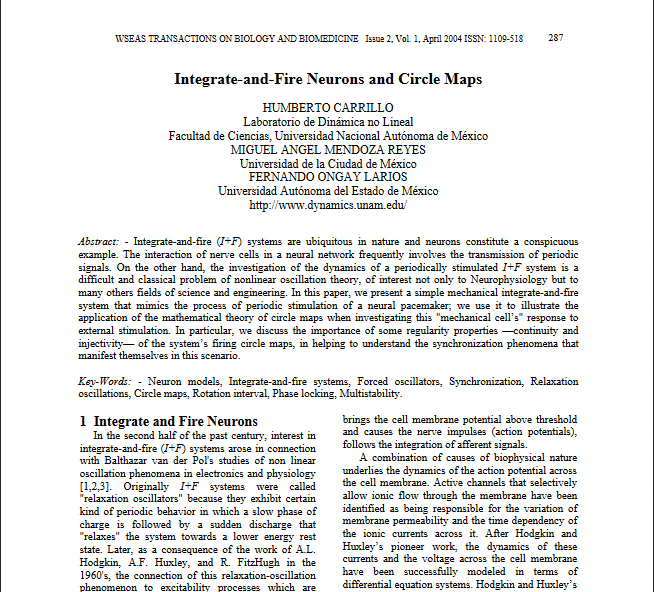 WSEAS TRANSACTIONS ON BIOLOGY AND BIOMEDICINE Issue 2, Vol. 1, April 2004 ISSN: 1109-518 287
Integrate-and-Fire Neurons and Circle Maps
HUMBERTO CARRILLO
Laboratorio de Dinámica no Lineal
Facultad de Ciencias, Universidad Nacional Autónoma de México
MIGUEL ANGEL MENDOZA REYES
Universidad de la Ciudad de México
FERNANDO ONGAY LARIOS
Universidad Autónoma del Estado de México
http://www.dynamics.unam.edu/
Abstract: - Integrate-and-fire (I+F) systems are ubiquitous in nature and neurons constitute a conspicuous
example. The interaction of nerve cells in a neural network frequently involves the transmission of periodic
signals. On the other hand, the investigation of the dynamics of a periodically stimulated I+F system is a
difficult and classical problem of nonlinear oscillation theory, of interest not only to Neurophysiology but to
many others fields of science and engineering. In this paper, we present a simple mechanical integrate-and-fire
system that mimics the process of periodic stimulation of a neural pacemaker; we use it to illustrate the
application of the mathematical theory of circle maps when investigating this "mechanical cell's" response to
external stimulation. In particular, we discuss the importance of some regularity properties —continuity and
injectivity— of the system's firing circle maps, in helping to understand the synchronization phenomena that
manifest themselves in this scenario.
Key-Words: - Neuron models, Integrate-and-fire systems, Forced oscillators, Synchronization, Relaxation
oscillations, Circle maps, Rotation interval, Phase locking, Multistability.
1 Integrate and Fire Neurons
In the second half of the past century, interest in
integrate-and-fire (I+F) systems arose in connection
with Balthazar van der Pol's studies of non linear
oscillation phenomena in electronics and physiology
[1,2,3]. Originally I+F systems were called
"relaxation oscillators" because they exhibit certain
kind of periodic behavior in which a slow phase of
charge is followed by a sudden discharge that
"relaxes" the system towards a lower energy rest
state. Later, as a consequence of the work of A.L.
Hodgkin, A.F. Huxley, and R. FitzHugh in the
1960's, the connection of this relaxation-oscillation
phenomenon to excitability processes which are
brings the cell membrane potential above threshold
and causes the nerve impulses (action potentials),
follows the integration of afferent signals.
A combination of causes of biophysical nature
underlies the dynamics of the action potential across
the cell membrane. Active channels that selectively
allow ionic flow through the membrane have been
identified as being responsible for the variation of
membrane permeability and the time dependency of
the ionic currents across it. After Hodgkin and
Huxley's pioneer work, the dynamics of these
currents and the voltage across the cell membrane
have been successfully modeled in terms of
differential equation systems. Hodgkin and Huxley's